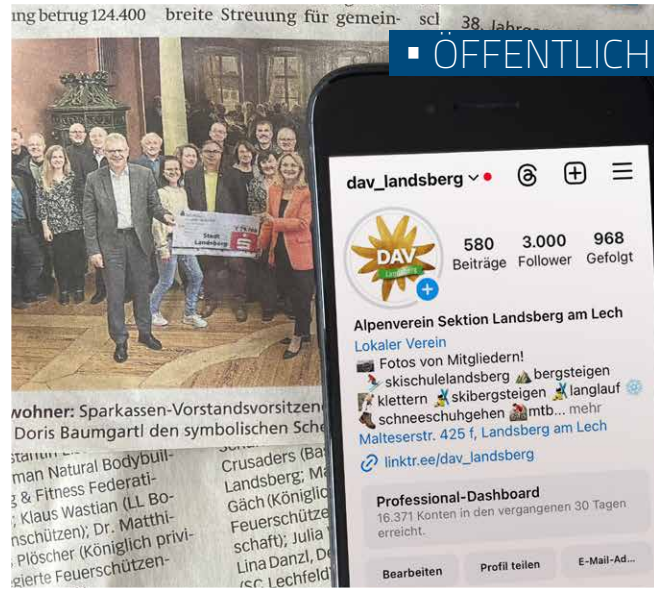 ung betrug 124.400
breite Streuung für gemein-
38. Jahr
▪ ÖFFENTLICH
Stadt
Landsberg
wohner: Sparkassen-Vorstandsvorsitzen
Doris Baumgartl den symbolischen Sche
man Natural Bodybuil-
g & Fitness Federati-
; Klaus Wastian (LL Bo-
nschützen); Dr. Matthi-
Plöscher (Königlich privi-
egierte Feuerschützen-
Crusaders (Bas
Landsberg; Ma
Gäch (Königlic
Feuerschütze
schaft); Julia
Lina Danzl, De
(SC Lechfeld
dav_landsberg
580
3.000
968
Beiträge
Follower
Gefolgt
DAV
Landsberg
Alpenverein Sektion Landsberg am Lech
Lokaler Verein
Fotos von Mitgliedern!
skischulelandsberg bergsteigen
klettern skibergsteigen langlauf
schneeschuhgehen mtb... mehr
Malteserstr. 425 f, Landsberg am Lech
linktr.ee/dav_landsberg
Professional-Dashboard
16.371 Konten in den vergangenen 30 Tagen
erreicht.
Bearbeiten
Profil teilen
E-Mail-Ad...